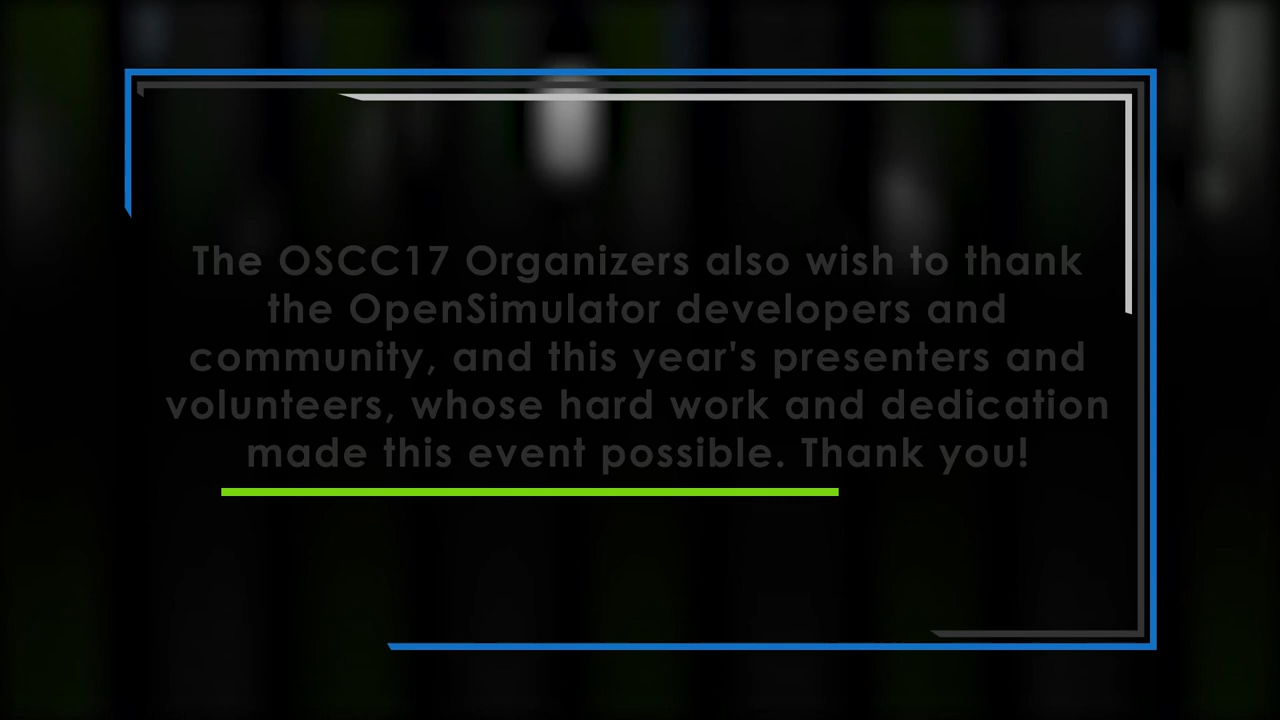 The OSCC17 Organizers also wish to thank
the OpenSimulator developers and
community, and this year's presenters and
volunteers, whose hard work and dedication
made this event possible. Thank you!